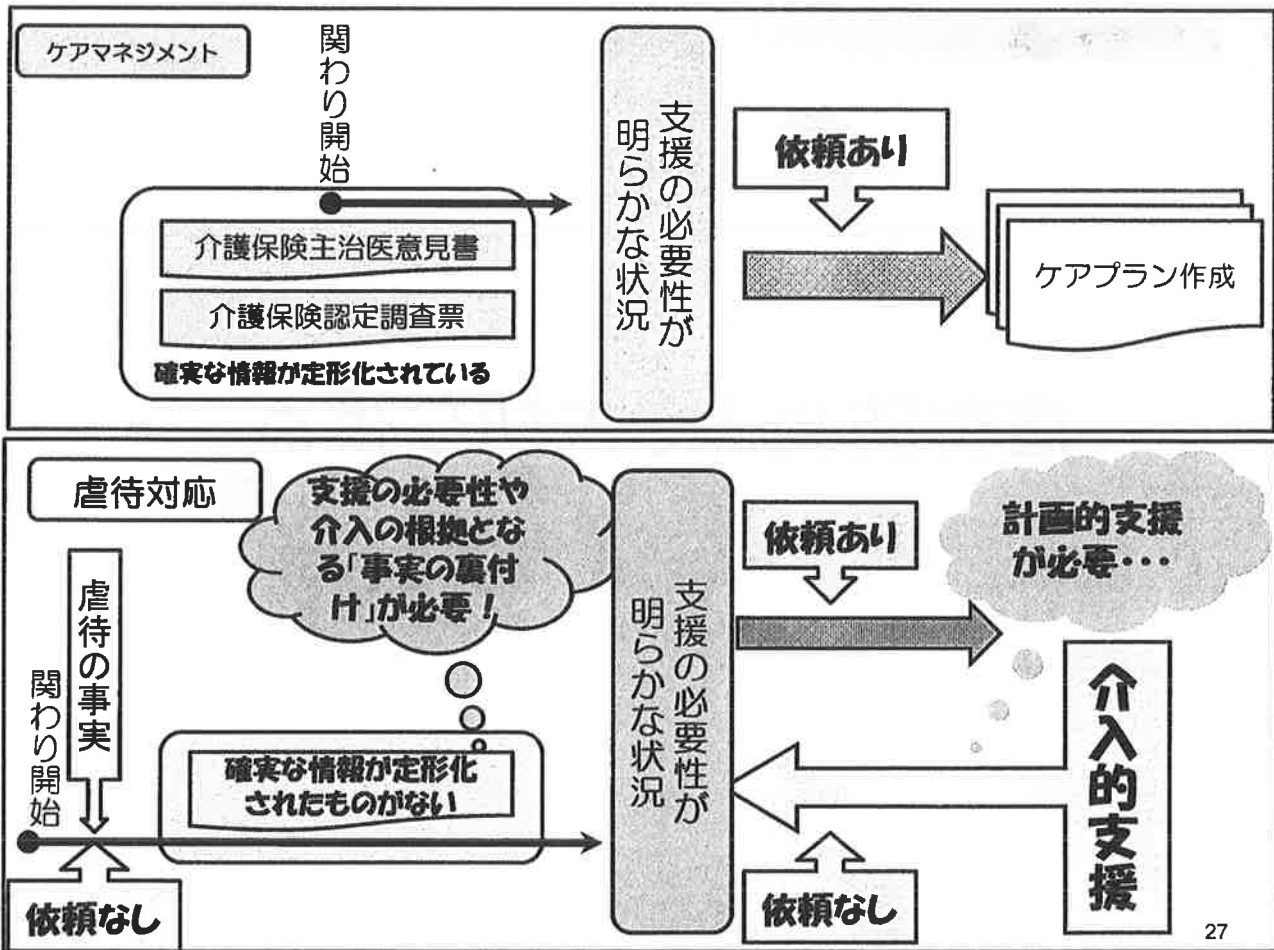 ケアマネジメント
関わり開始
介護保険主治医意見書
介護保険認定調査票
確実な情報が定形化されている
支援の必要性が
明らかな状況
依頼あり
ケアプラン作成
虐待対応
支援の必要性や
介入の根拠とな
る「事実の裏付
け」が必要！
関わり開始
虐待の事実
依頼なし
確実な情報が定形化
されたものがない
支援の必要性が
明らかな状況
依頼あり
計画的支援
が必要・・・
介入的支援
依頼なし
27